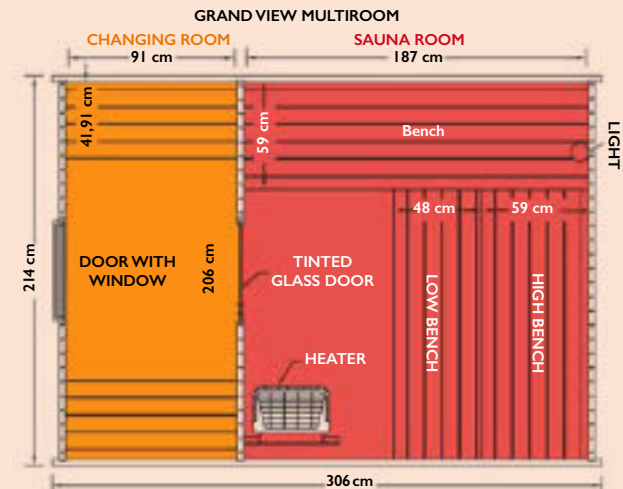 GRAND VIEW MULTIROOM
CHANGING ROOM
SAUNA ROOM
91 cm
187 cm
41,91 cm
59 cm
Bench
LIGHT
48 cm
59 cm
214 cm
DOOR WITH
WINDOW
206 cm
TINTED
GLASS DOOR
LOW BENCH
HIGH BENCH
HEATER
306 cm